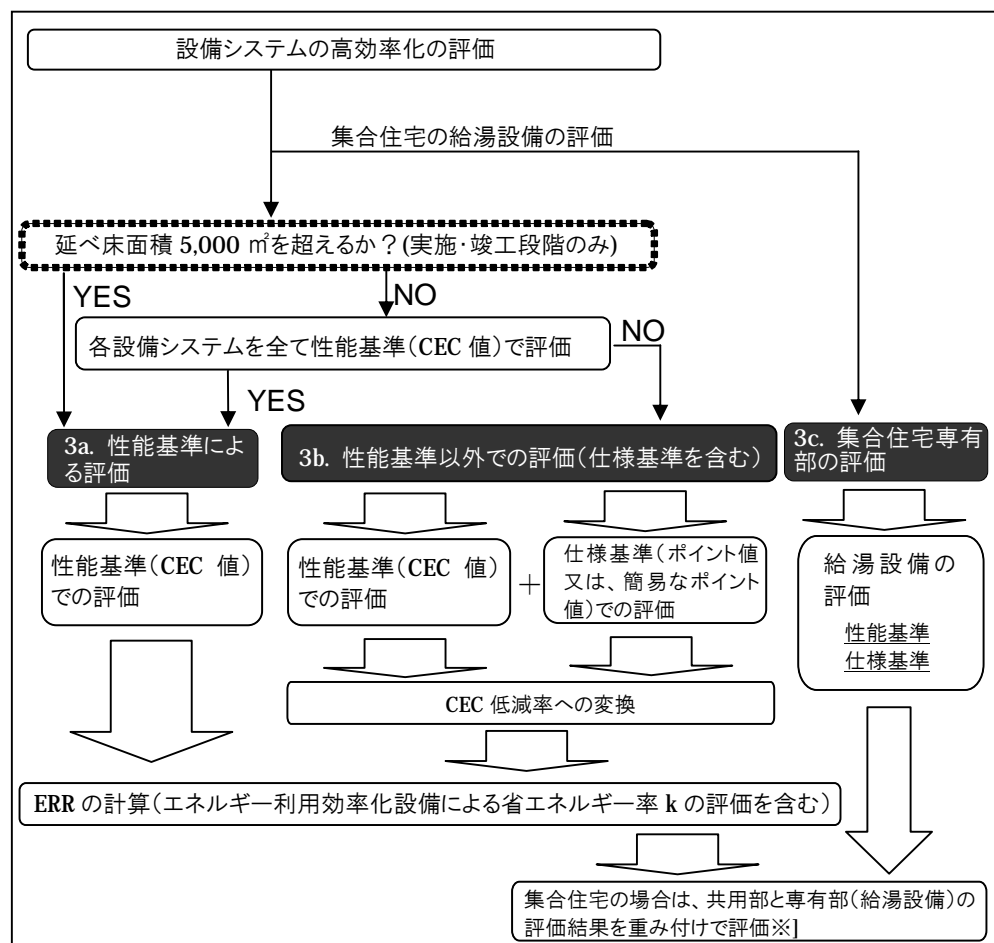 設備システムの高効率化の評価
集合住宅の給湯設備の評価
延べ床面積 5,000 ㎡を超えるか？(実施･竣工段階のみ)
YES
NO
各設備システムを全て性能基準（CEC 値）で評価
NO
YES
3a. 性能基準によ
る評価
3b. 性能基準以外での評価（仕様基準を含む）
3c. 集合住宅専有
部の評価
性能基準（CEC 値）
での評価
性能基準（CEC 値）
での評価
＋
仕様基準（ポイント値
又は、簡易なポイント
値）での評価
給湯設備の
評価
性能基準
仕様基準
CEC 低減率への変換
ERR の計算（エネルギー利用効率化設備による省エネルギー率 k の評価を含む）
集合住宅の場合は、共用部と専有部（給湯設備）の
評価結果を重み付けで評価※]